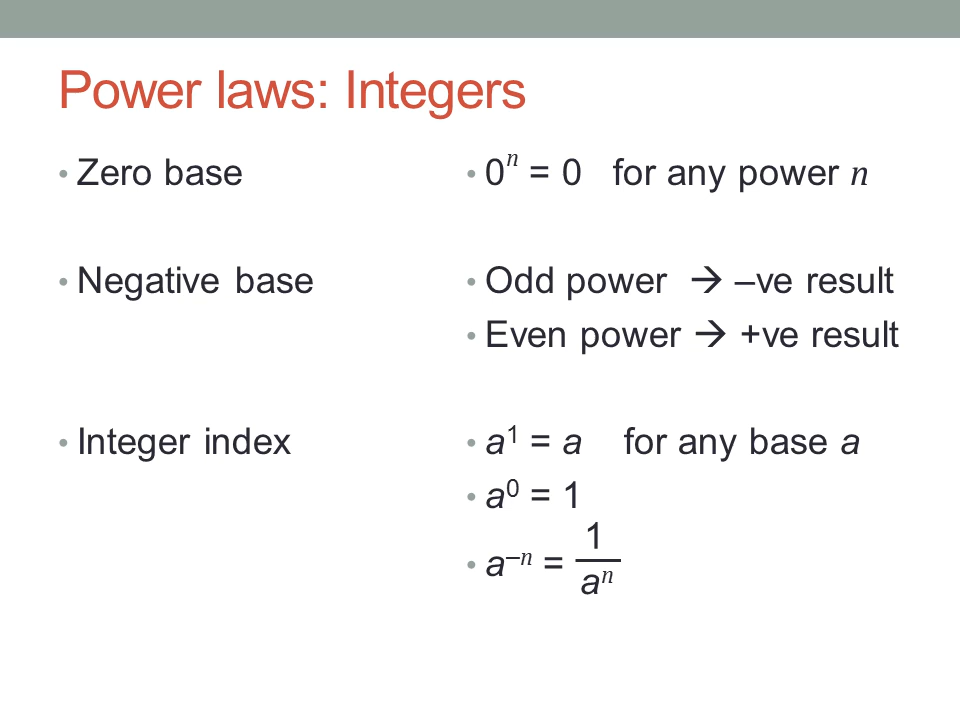 Power laws: Integers
• Zero base
• 0ⁿ = 0 for any power n
• Negative base
• Odd power → –ve result
• Even power → +ve result
• Integer index
• a¹ = a for any base a
• a⁰ = 1
• a⁻ⁿ = 1/aⁿ